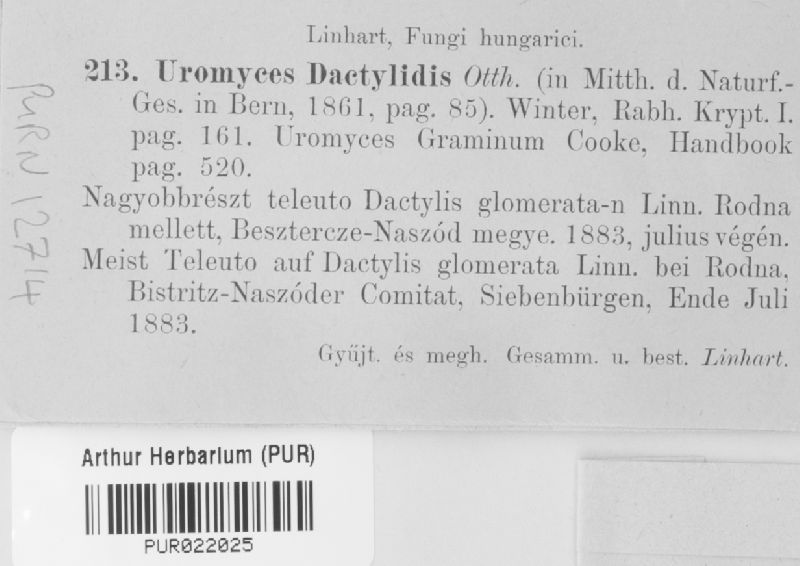 Linhart, Fungi hungarici.
213. Uromyces Dactylidis Otth. (in Mitth. d. Naturf.-
Ges. in Bern, 1861, pag. 85). Winter, Rabh. Krypt. I.
pag. 161. Uromyces Graminum Cooke, Handbook
pag. 520.
Nagyobbrészt teleuto Dactylis glomerata-n Linn. Rodna
mellett, Besztercze-Naszód megye. 1883, julius végén.
Meist Teleuto auf Dactylis glomerata Linn. bei Rodna,
Bistritz-Naszóder Comitat, Siebenbürgen, Ende Juli
1883.
Gyűjt. és megh. Gesamm. u. best. Linhart.
PURN 12714
Arthur Herbarium (PUR)
PUR022025